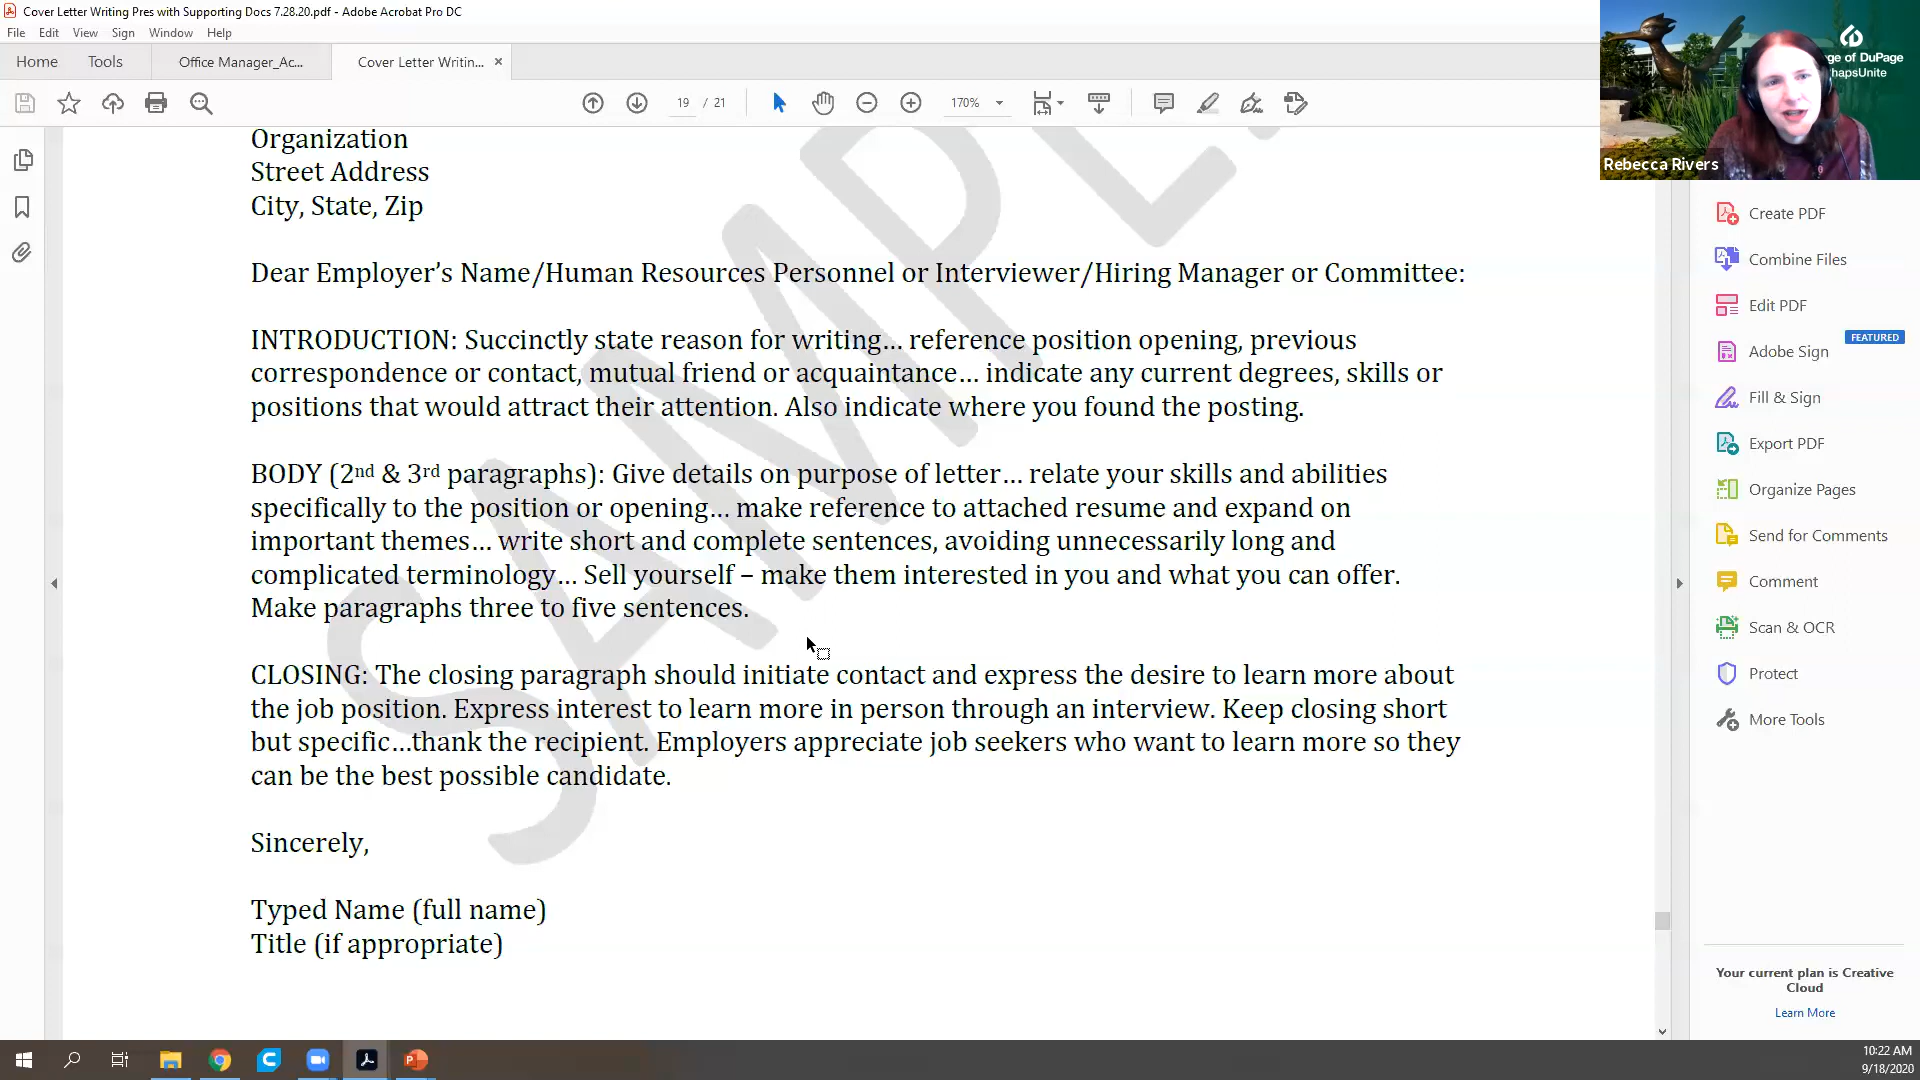 Cover Letter Writing Pres with Supporting Docs 7.28.20.pdf - Adobe Acrobat Pro DC
File Edit View Sign Window Help
Home Tools Office Manager_Ac... Cover Letter Writin... ×
19 / 21 170%
ge of DuPage
hapsUnite
Rebecca Rivers
SAMPLE
Organization
Street Address
City, State, Zip
Dear Employer’s Name/Human Resources Personnel or Interviewer/Hiring Manager or Committee:
INTRODUCTION: Succinctly state reason for writing… reference position opening, previous
correspondence or contact, mutual friend or acquaintance… indicate any current degrees, skills or
positions that would attract their attention. Also indicate where you found the posting.
BODY (2nd & 3rd paragraphs): Give details on purpose of letter… relate your skills and abilities
specifically to the position or opening… make reference to attached resume and expand on
important themes… write short and complete sentences, avoiding unnecessarily long and
complicated terminology… Sell yourself – make them interested in you and what you can offer.
Make paragraphs three to five sentences.
CLOSING: The closing paragraph should initiate contact and express the desire to learn more about
the job position. Express interest to learn more in person through an interview. Keep closing short
but specific…thank the recipient. Employers appreciate job seekers who want to learn more so they
can be the best possible candidate.
Sincerely,
Typed Name (full name)
Title (if appropriate)
Create PDF
Combine Files
Edit PDF
FEATURED
Adobe Sign
Fill & Sign
Export PDF
Organize Pages
Send for Comments
Comment
Scan & OCR
Protect
More Tools
Your current plan is Creative
Cloud
Learn More
10:22 AM
9/18/2020